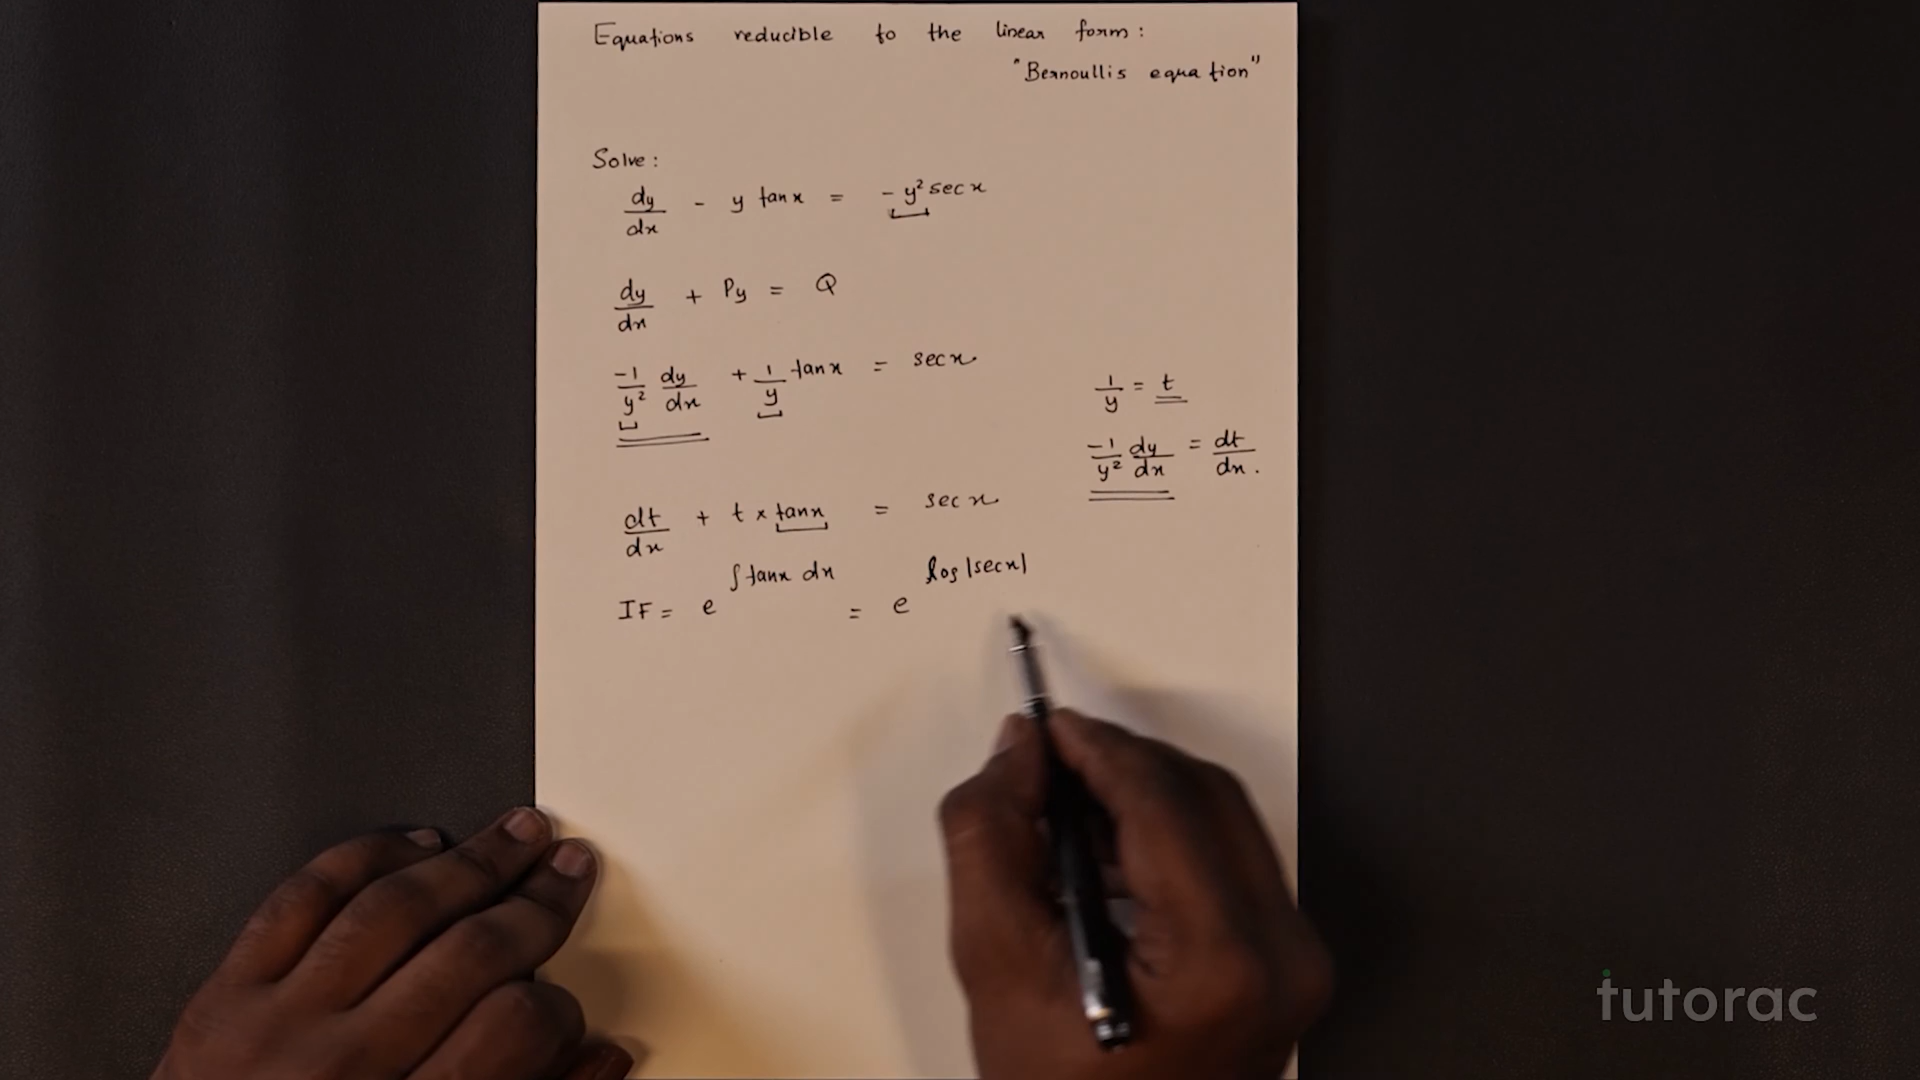 Equations reducible to the linear form:
"Bernoullis equation"
Solve:
dy/dx - y tanx = -y² secx
dy/dx + Py = Q
-1/y² dy/dx + 1/y tanx = secx
1/y = t
-1/y² dy/dx = dt/dx.
dt/dx + t × tanx = secx
IF = e^∫tanx dx = e^log|secx|
tutorac